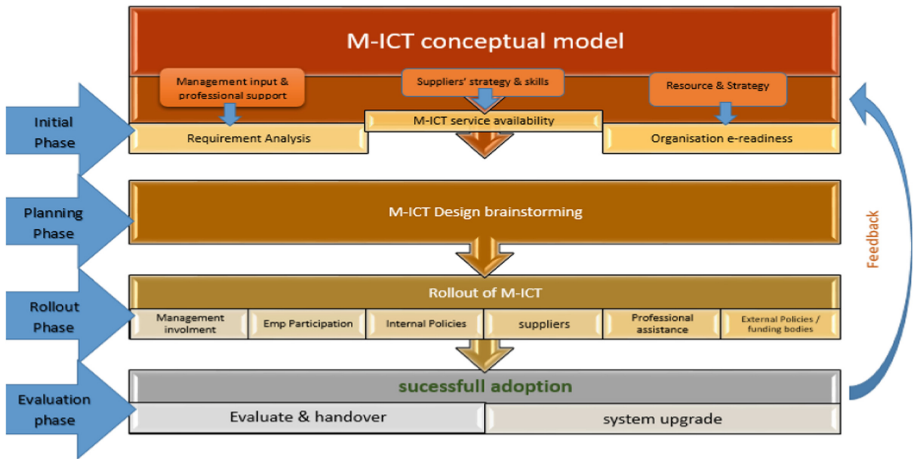 M-ICT conceptual model
Management input &
professional support
Suppliers' strategy & skills
Resource & Strategy
Initial
Phase
Requirement Analysis
M-ICT service availability
Organisation e-readiness
Planning
Phase
M-ICT Design brainstorming
Feedback
Rollout
Phase
Rollout of M-ICT
Management
involment
Emp Participation
Internal Policies
suppliers
Professional
assistance
External Policies /
funding bodies
Evaluation
phase
sucessfull adoption
Evaluate & handover
system upgrade